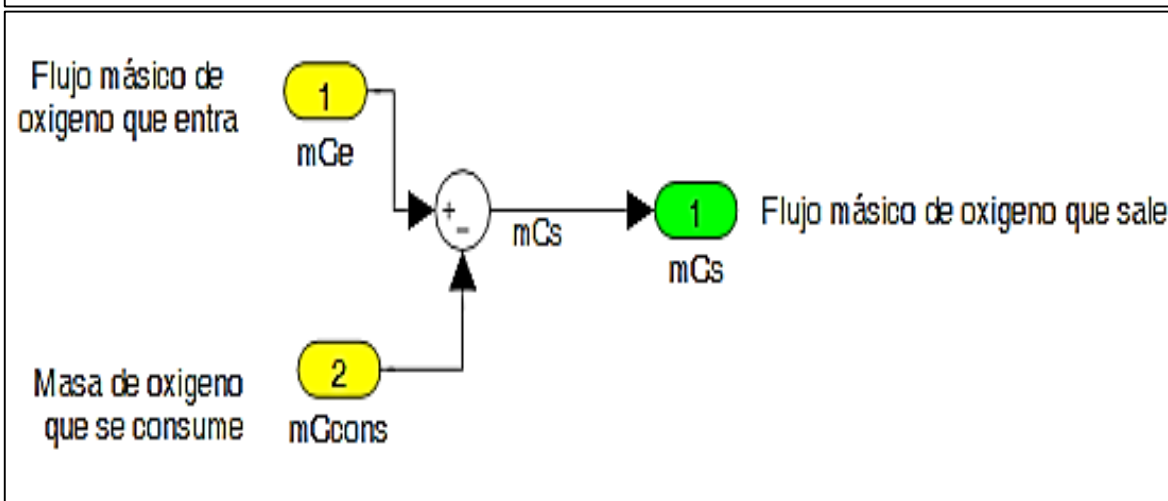 Flujo másico de
oxigeno que entra
1
mCe
+
-
mCs
1
mCs
Flujo másico de oxigeno que sale
2
mCcons
Masa de oxigeno
que se consume